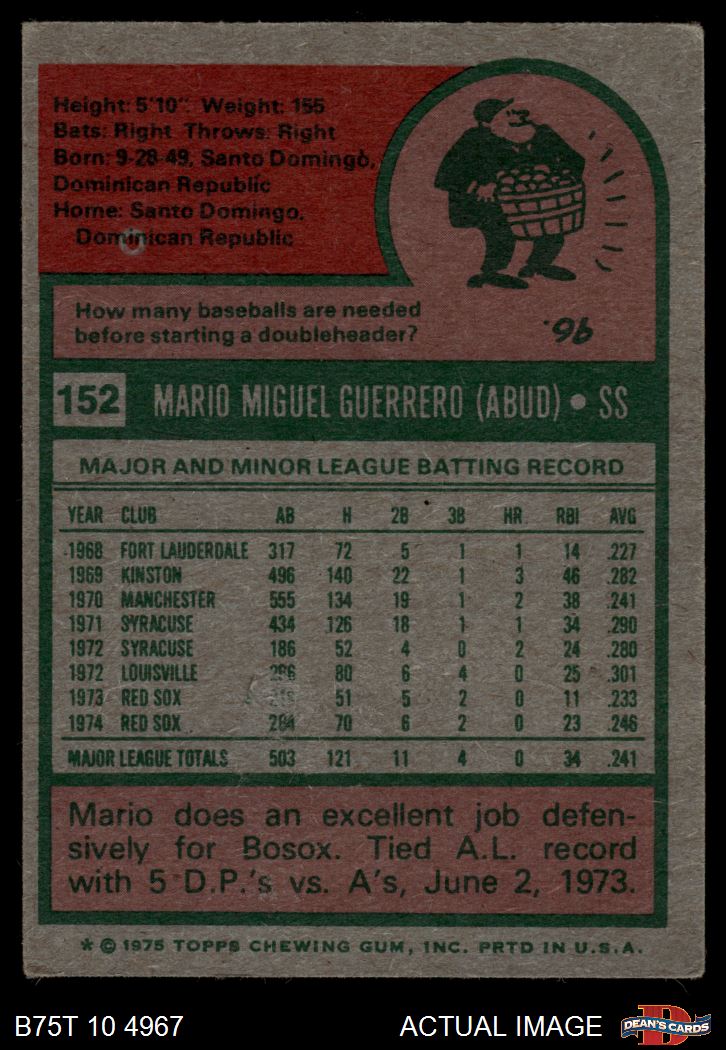 Height: 5'10" Weight: 155
Bats: Right Throws: Right
Born: 9-28-49, Santo Domingo,
Dominican Republic
Home: Santo Domingo,
Dominican Republic
How many baseballs are needed
before starting a doubleheader?
96.
152 MARIO MIGUEL GUERRERO (ABUD) • SS
MAJOR AND MINOR LEAGUE BATTING RECORD
YEAR CLUB AB H 2B 3B HR RBI AVG
1968 FORT LAUDERDALE 317 72 5 1 1 14 .227
1969 KINSTON 496 140 22 1 3 46 .282
1970 MANCHESTER 555 134 19 1 2 38 .241
1971 SYRACUSE 434 126 18 1 1 34 .290
1972 SYRACUSE 186 52 4 0 2 24 .280
1972 LOUISVILLE 80 6 4 0 25 .301
1973 RED SOX 51 5 2 0 11 .233
1974 RED SOX 284 70 6 2 0 23 .246
MAJOR LEAGUE TOTALS 503 121 11 4 0 34 .241
Mario does an excellent job defen-
sively for Bosox. Tied A.L. record
with 5 D.P.'s vs. A's, June 2, 1973.
* © 1975 TOPPS CHEWING GUM, INC. PRTD IN U.S.A.
B75T 10 4967 ACTUAL IMAGE DEAN'S CARDS